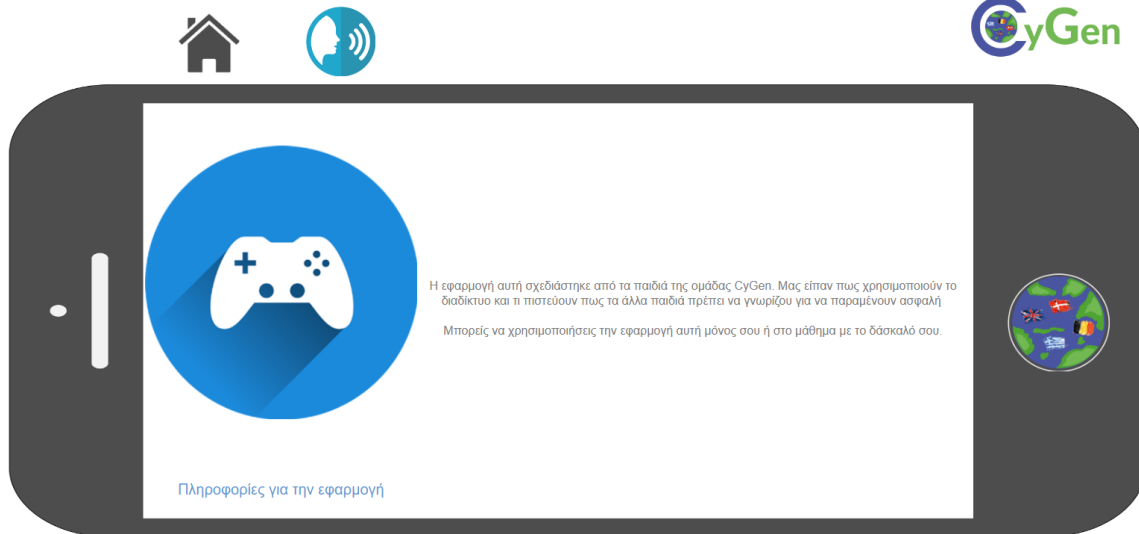 CyGen
Η εφαρμογή αυτή σχεδιάστηκε από τα παιδιά της ομάδας CyGen. Μας είπαν πως χρησιμοποιούν το
διαδίκτυο και τι πιστεύουν πως τα άλλα παιδιά πρέπει να γνωρίζου για να παραμένουν ασφαλή
Μπορείς να χρησιμοποιήσεις την εφαρμογή αυτή μόνος σου ή στο μάθημα με το δάσκαλό σου.
Πληροφορίες για την εφαρμογή